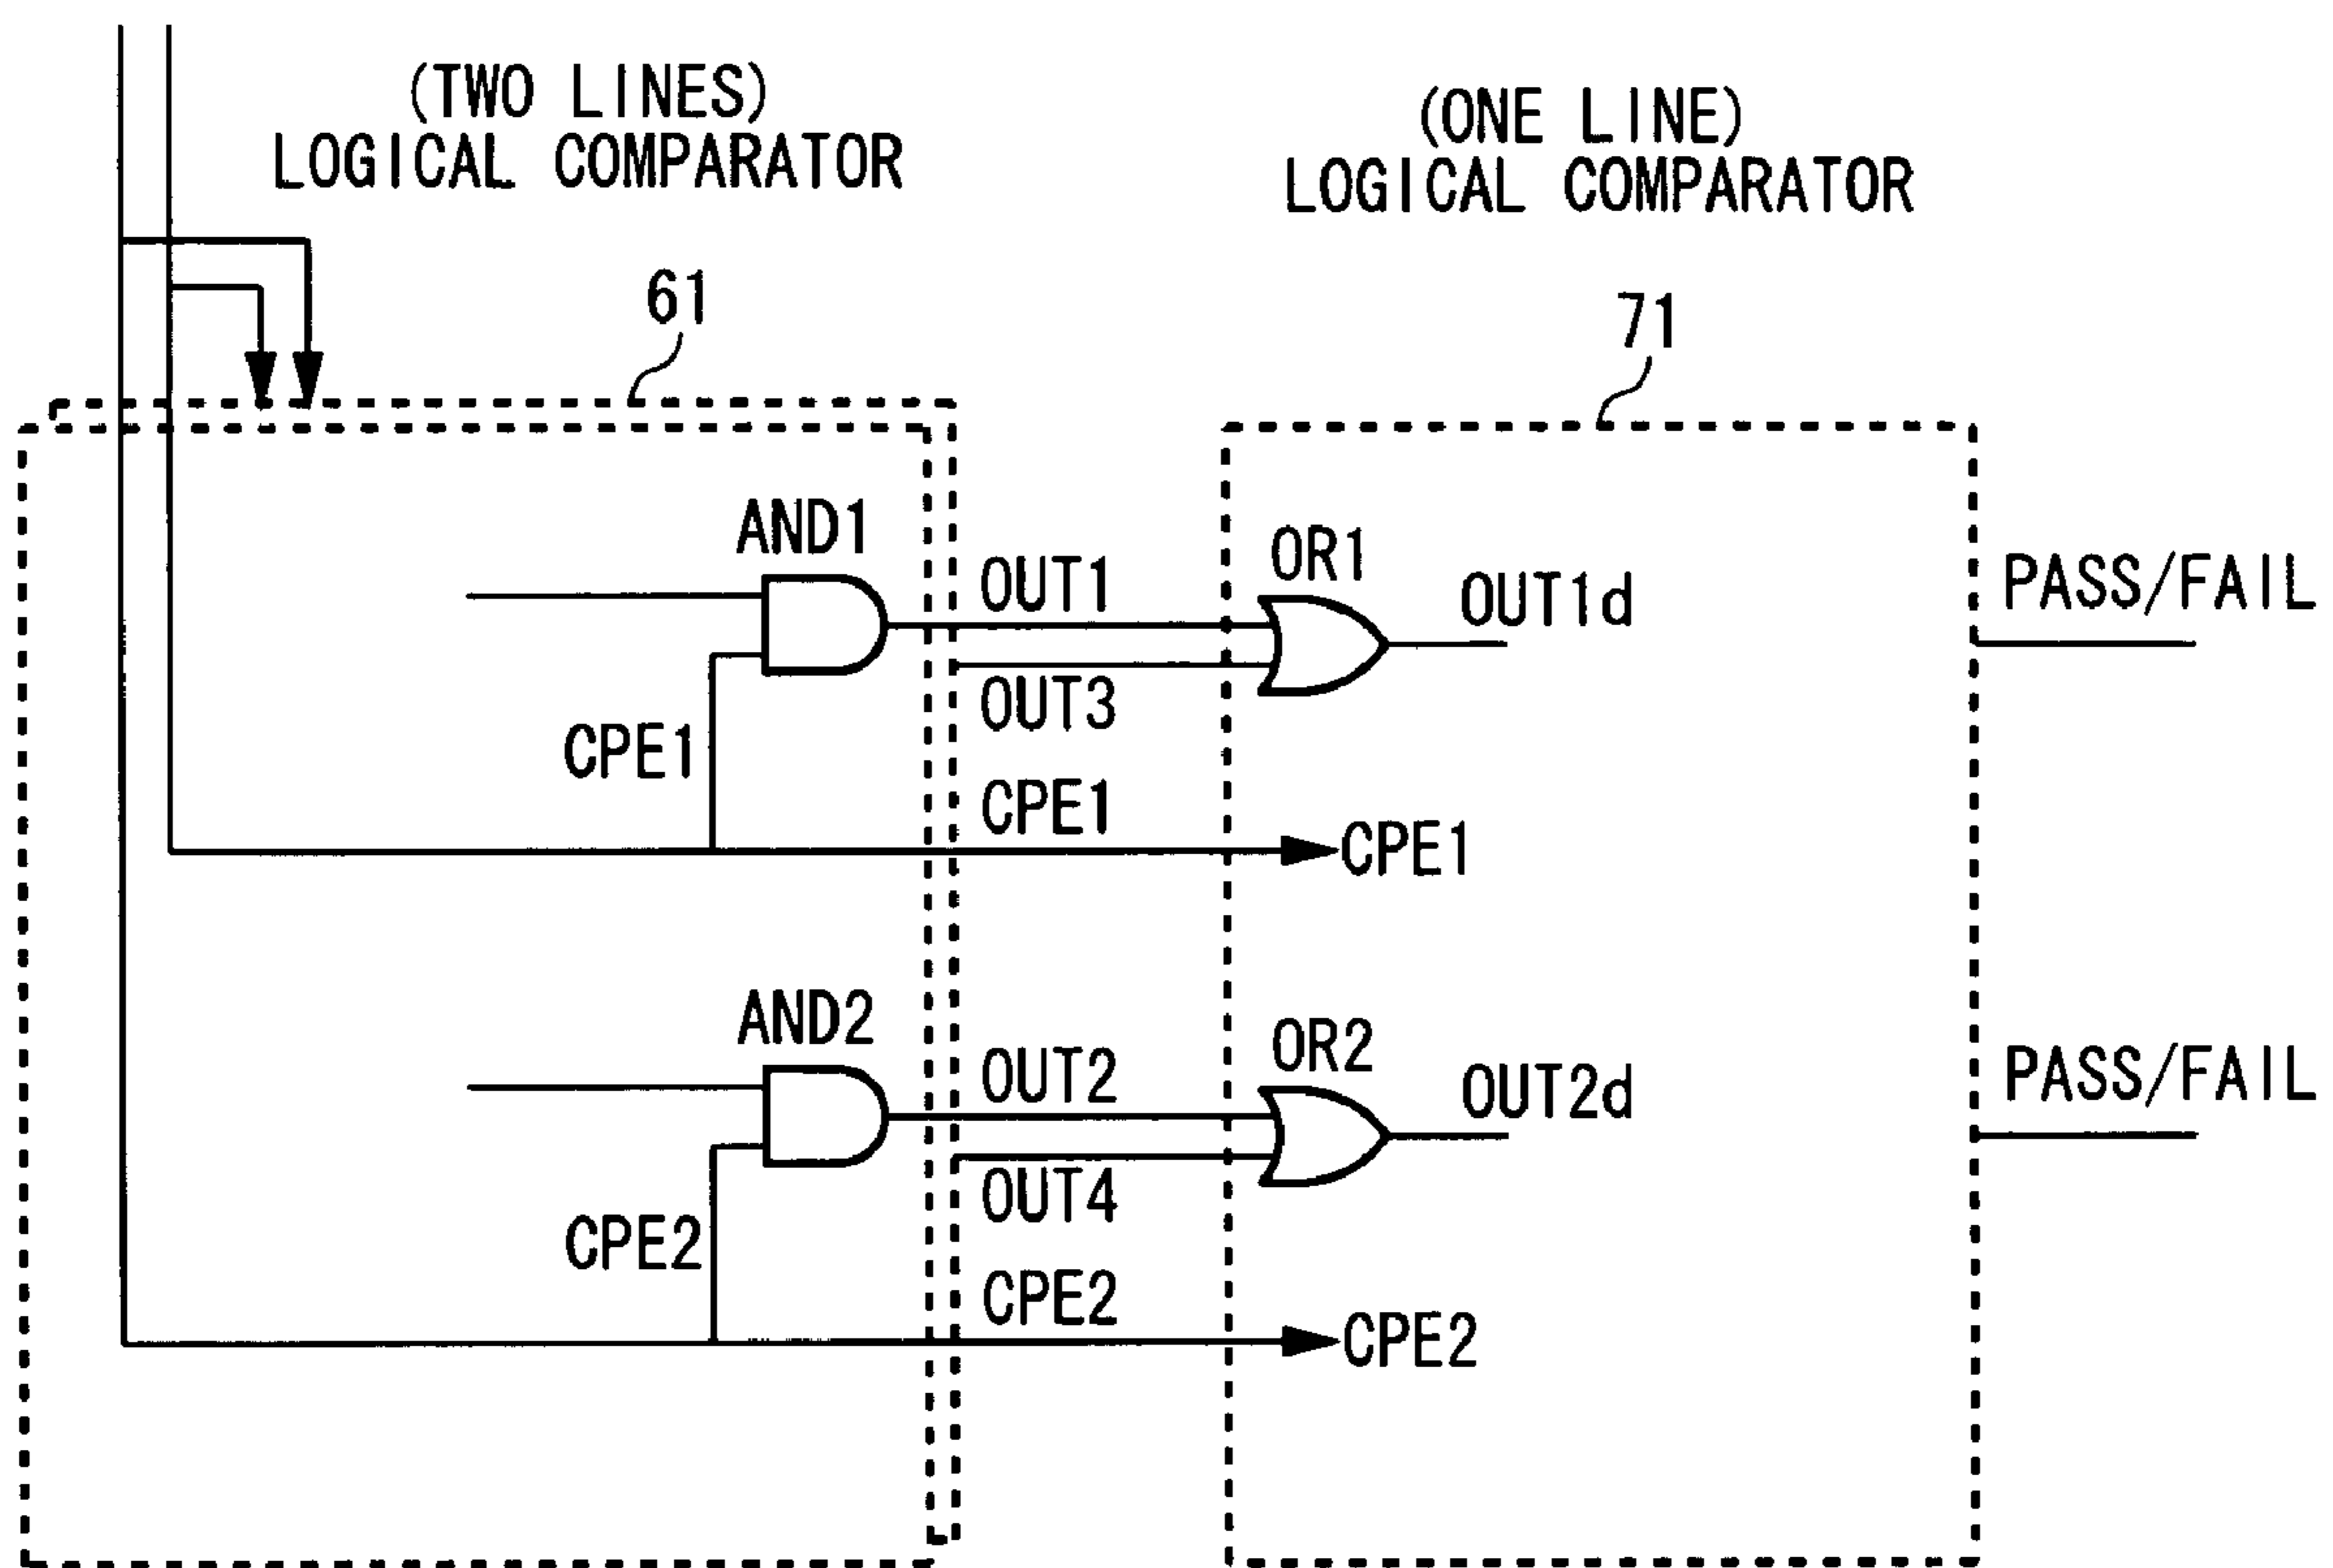 (TWO LINES)
LOGICAL COMPARATOR
(ONE LINE)
LOGICAL COMPARATOR
61
71
AND1
OUT1
OR1
OUT1d
PASS/FAIL
OUT3
CPE1
CPE1
CPE1
AND2
OUT2
OR2
OUT2d
PASS/FAIL
OUT4
CPE2
CPE2
CPE2